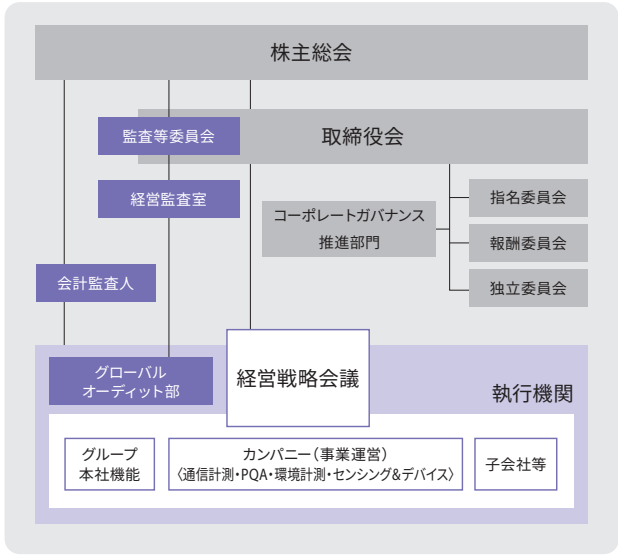 株主総会
監査等委員会
取締役会
経営監査室
コーポレートガバナンス
推進部門
指名委員会
報酬委員会
独立委員会
会計監査人
グローバル
オーディット部
経営戦略会議
執行機関
グループ
本社機能
カンパニー（事業運営）
〈通信計測・PQA・環境計測・センシング&デバイス〉
子会社等